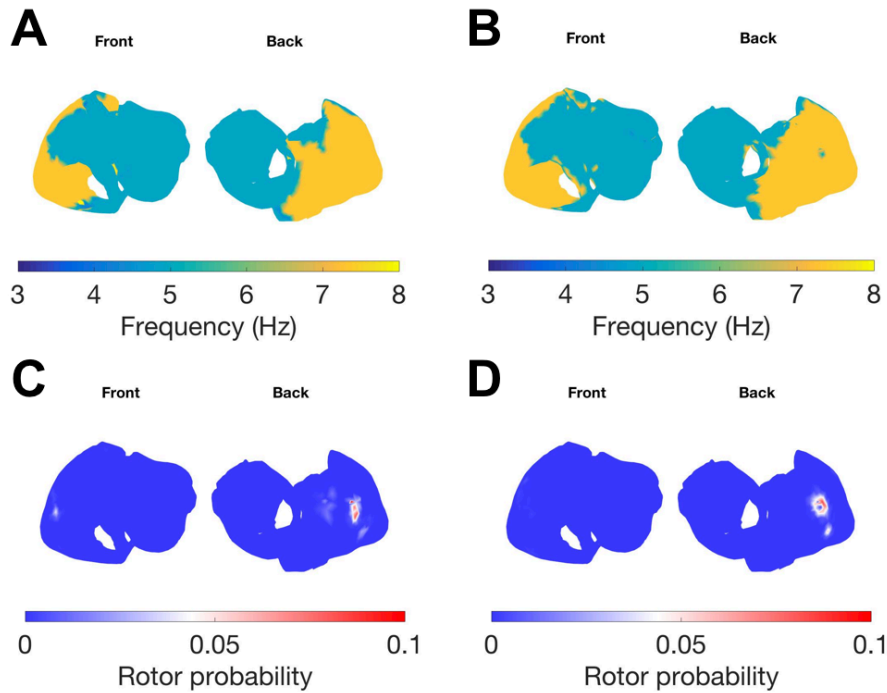 A
Front Back
3 4 5 6 7 8
Frequency (Hz)
B
Front Back
3 4 5 6 7 8
Frequency (Hz)
C
Front Back
0 0.05 0.1
Rotor probability
D
Front Back
0 0.05 0.1
Rotor probability